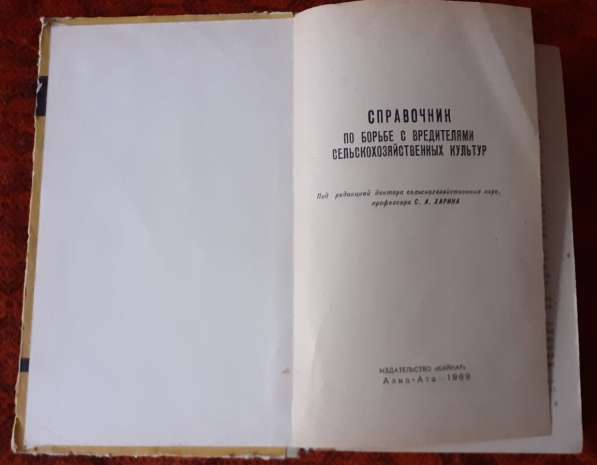 СПРАВОЧНИК
ПО БОРЬБЕ С ВРЕДИТЕЛЯМИ
СЕЛЬСКОХОЗЯЙСТВЕННЫХ КУЛЬТУР
Под редакцией доктора сельскохозяйственных наук,
профессора С. А. ХАРИНА
ИЗДАТЕЛЬСТВО «КАЙНАР»
Алма-Ата—1969